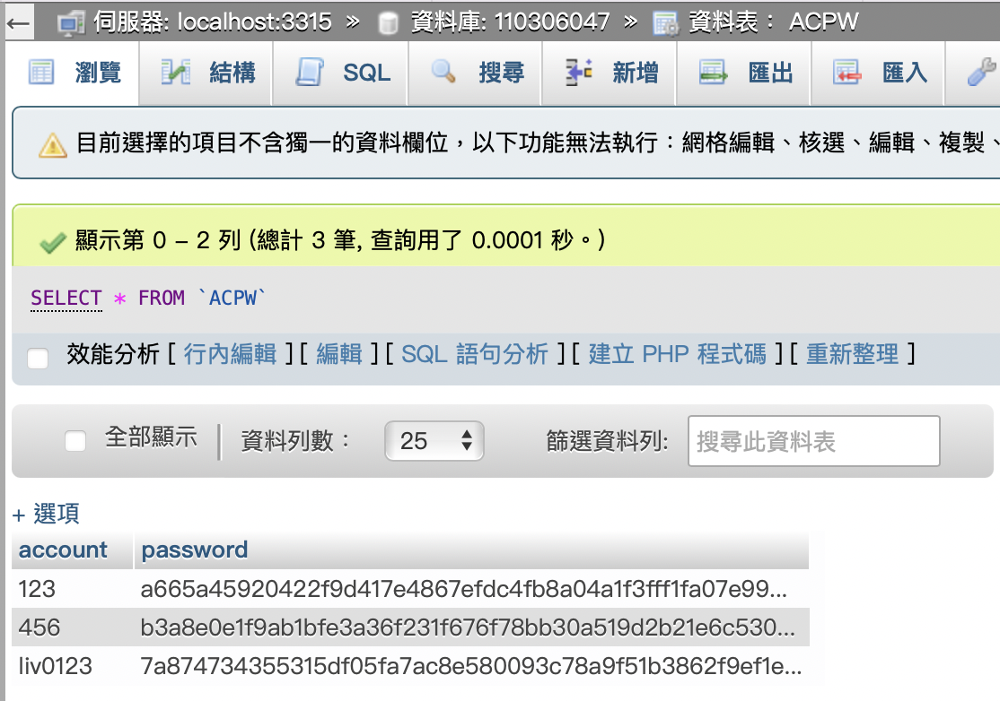 ← 伺服器: localhost:3315 » 資料庫: 110306047 » 資料表： ACPW
瀏覽 結構 SQL 搜尋 新增 匯出 匯入
目前選擇的項目不含獨一的資料欄位，以下功能無法執行：網格編輯、核選、編輯、複製、
顯示第 0 - 2 列 (總計 3 筆, 查詢用了 0.0001 秒。)
SELECT * FROM `ACPW`
效能分析 [ 行內編輯 ] [ 編輯 ] [ SQL 語句分析 ] [ 建立 PHP 程式碼 ] [ 重新整理 ]
全部顯示 資料列數： 25 篩選資料列: 搜尋此資料表
+ 選項
account password
123 a665a45920422f9d417e4867efdc4fb8a04a1f3fff1fa07e99...
456 b3a8e0e1f9ab1bfe3a36f231f676f78bb30a519d2b21e6c530...
liv0123 7a874734355315df05fa7ac8e580093c78a9f51b3862f9ef1e...